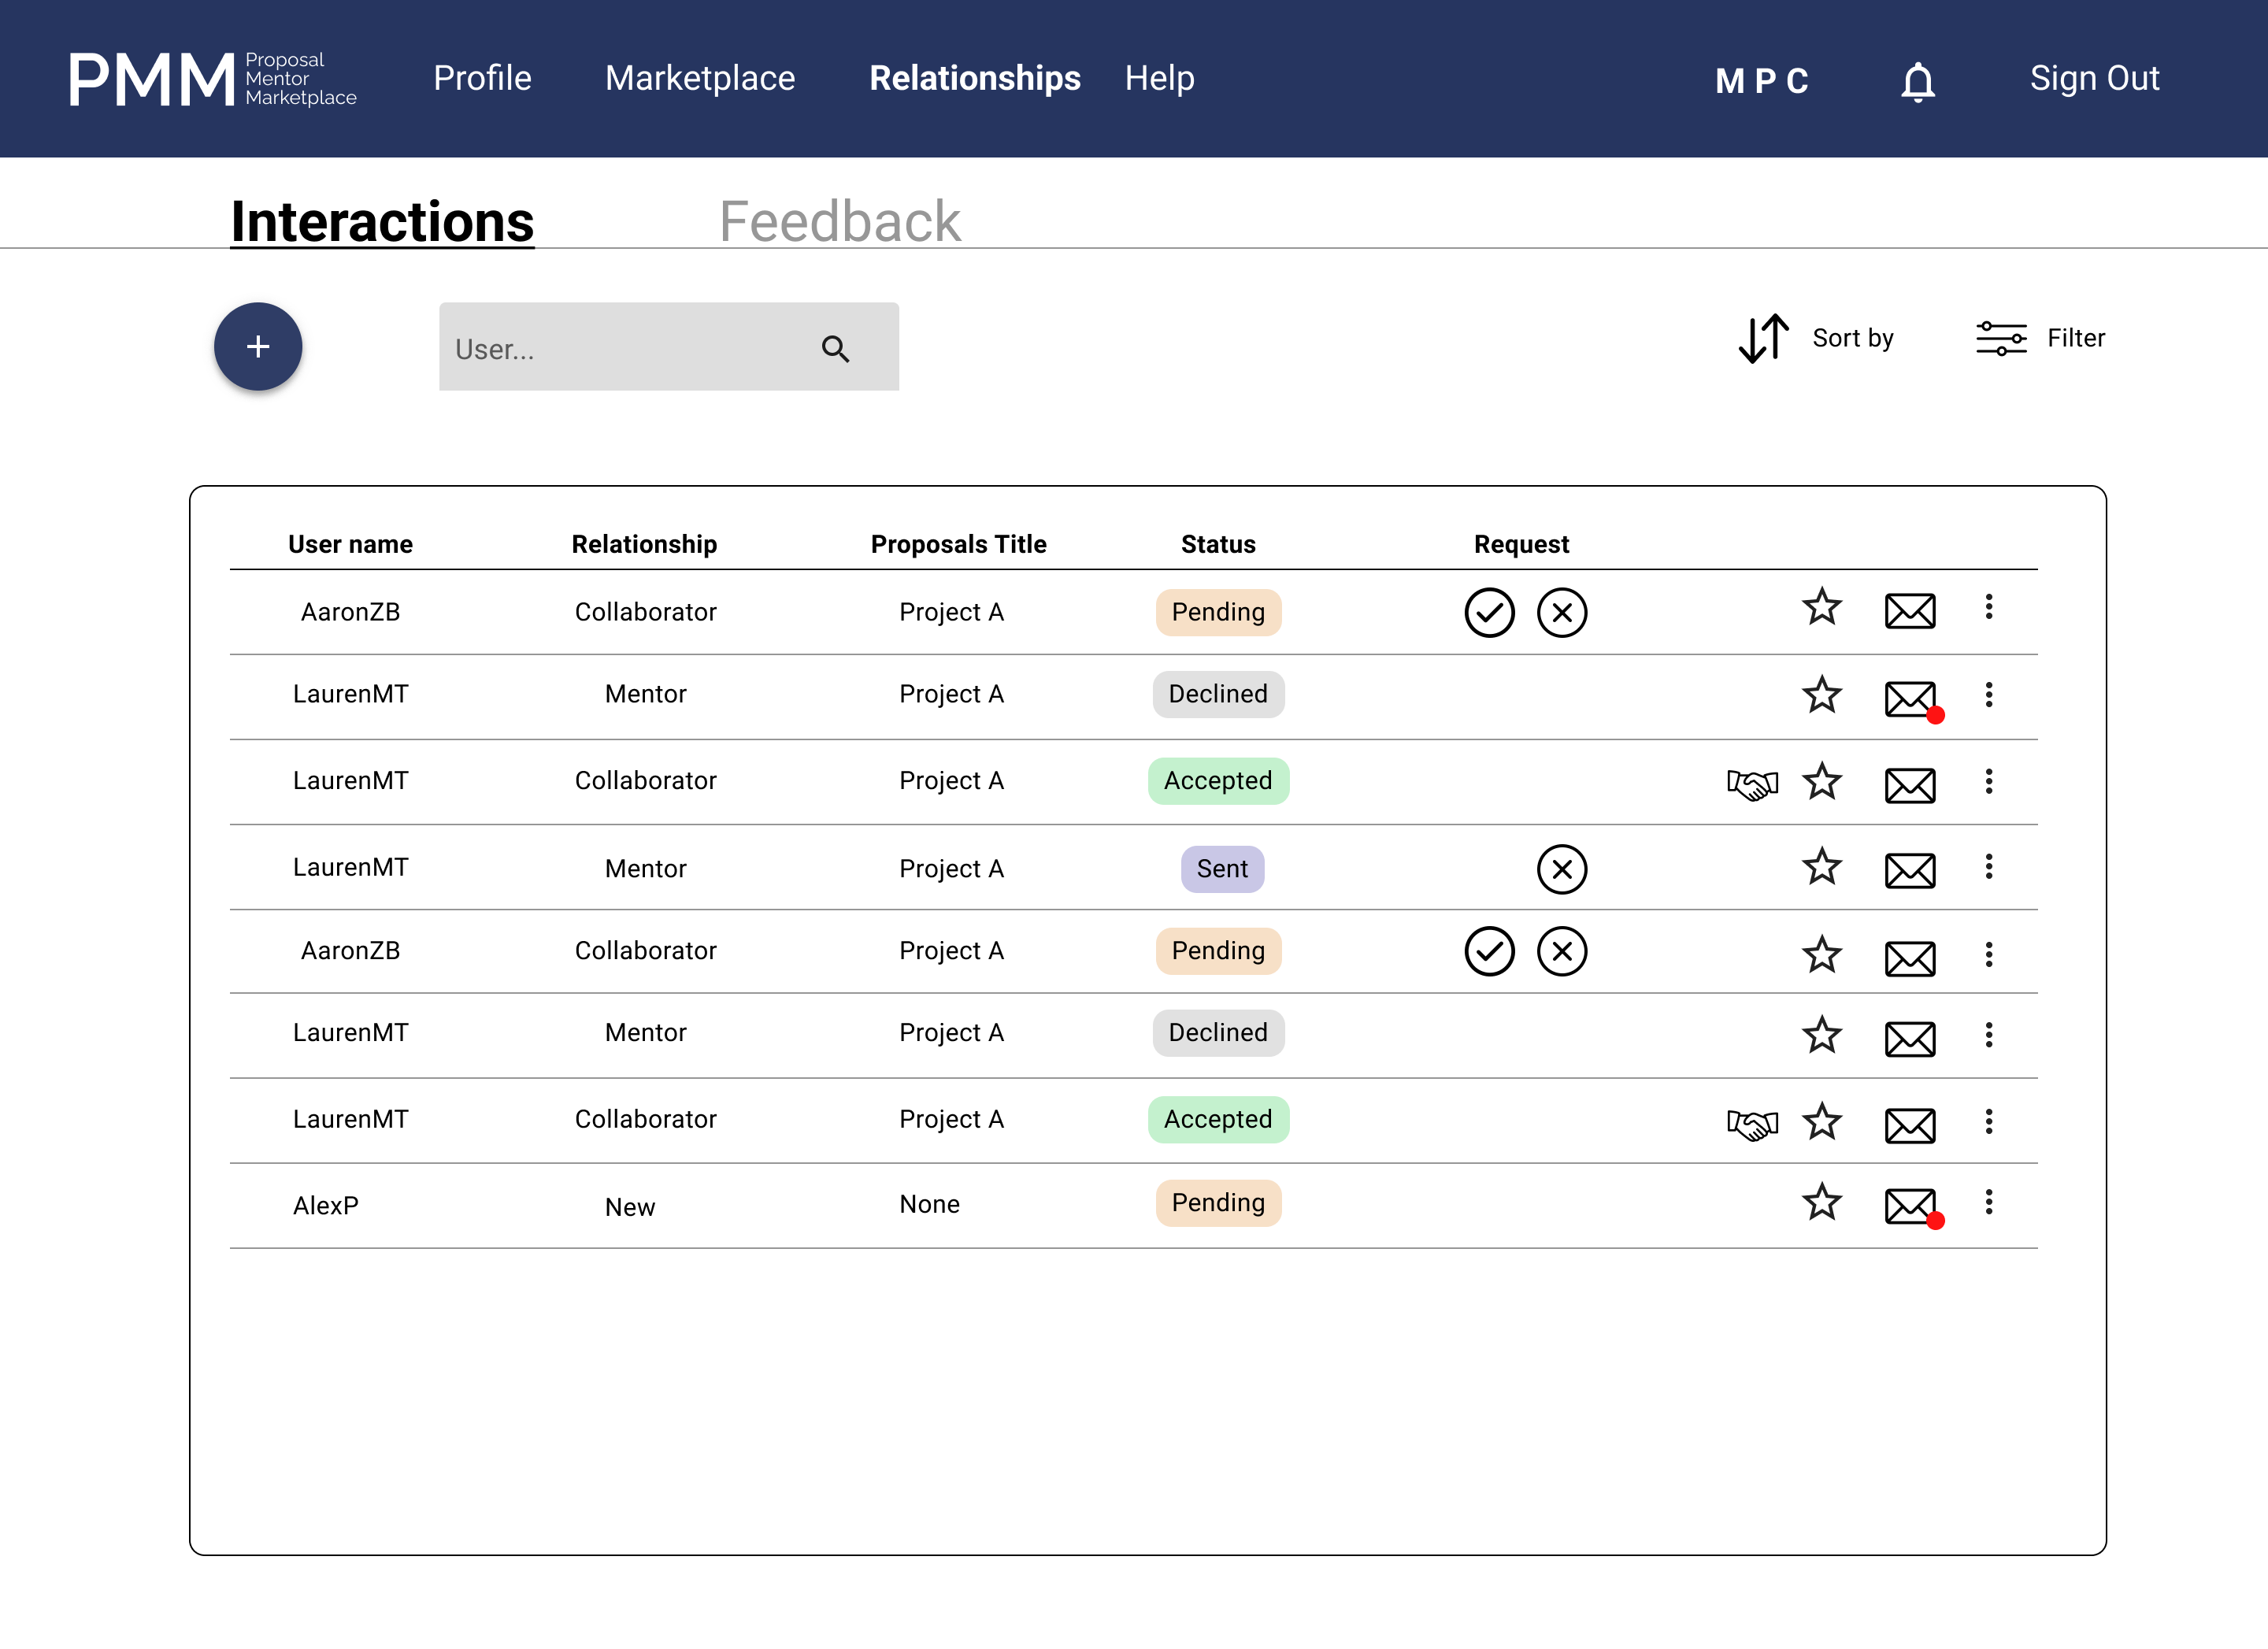 PMM Proposal
Mentor
Marketplace
Profile Marketplace Relationships Help M P C Sign Out
Interactions Feedback
+ User... Sort by Filter
User name Relationship Proposals Title Status Request
AaronZB Collaborator Project A Pending
LaurenMT Mentor Project A Declined
LaurenMT Collaborator Project A Accepted
LaurenMT Mentor Project A Sent
AaronZB Collaborator Project A Pending
LaurenMT Mentor Project A Declined
LaurenMT Collaborator Project A Accepted
AlexP New None Pending